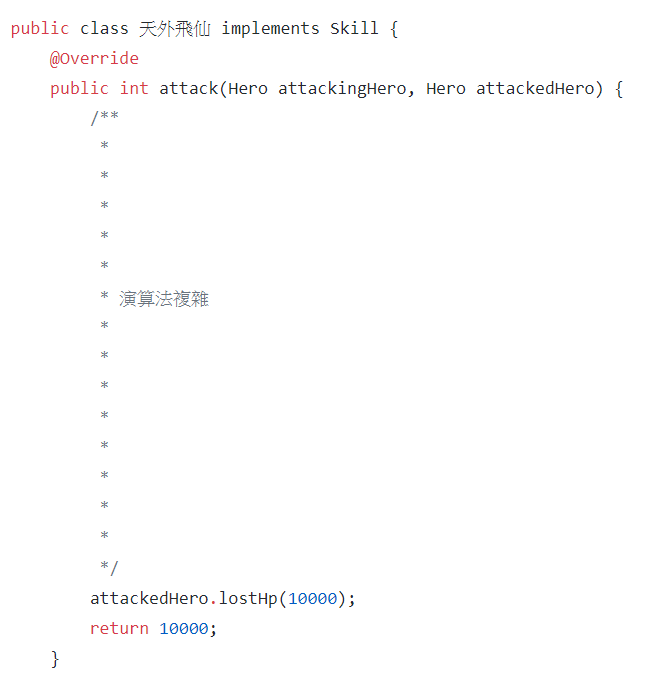 public class 天外飛仙 implements Skill {
    @Override
    public int attack(Hero attackingHero, Hero attackedHero) {
        /**
         *
         *
         *
         *
         *
         * 演算法複雜
         *
         *
         *
         *
         *
         *
         *
         *
         */
        attackedHero.lostHp(10000);
        return 10000;
    }